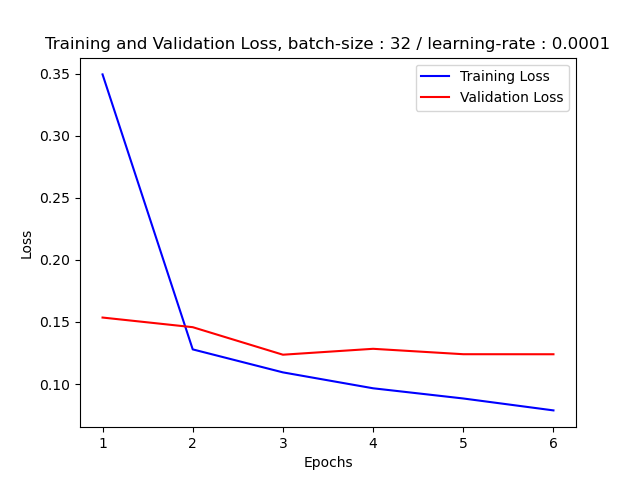 Training and Validation Loss, batch-size : 32 / learning-rate : 0.0001
Training Loss
Validation Loss
0.35
0.30
0.25
0.20
0.15
0.10
Loss
1 2 3 4 5 6
Epochs